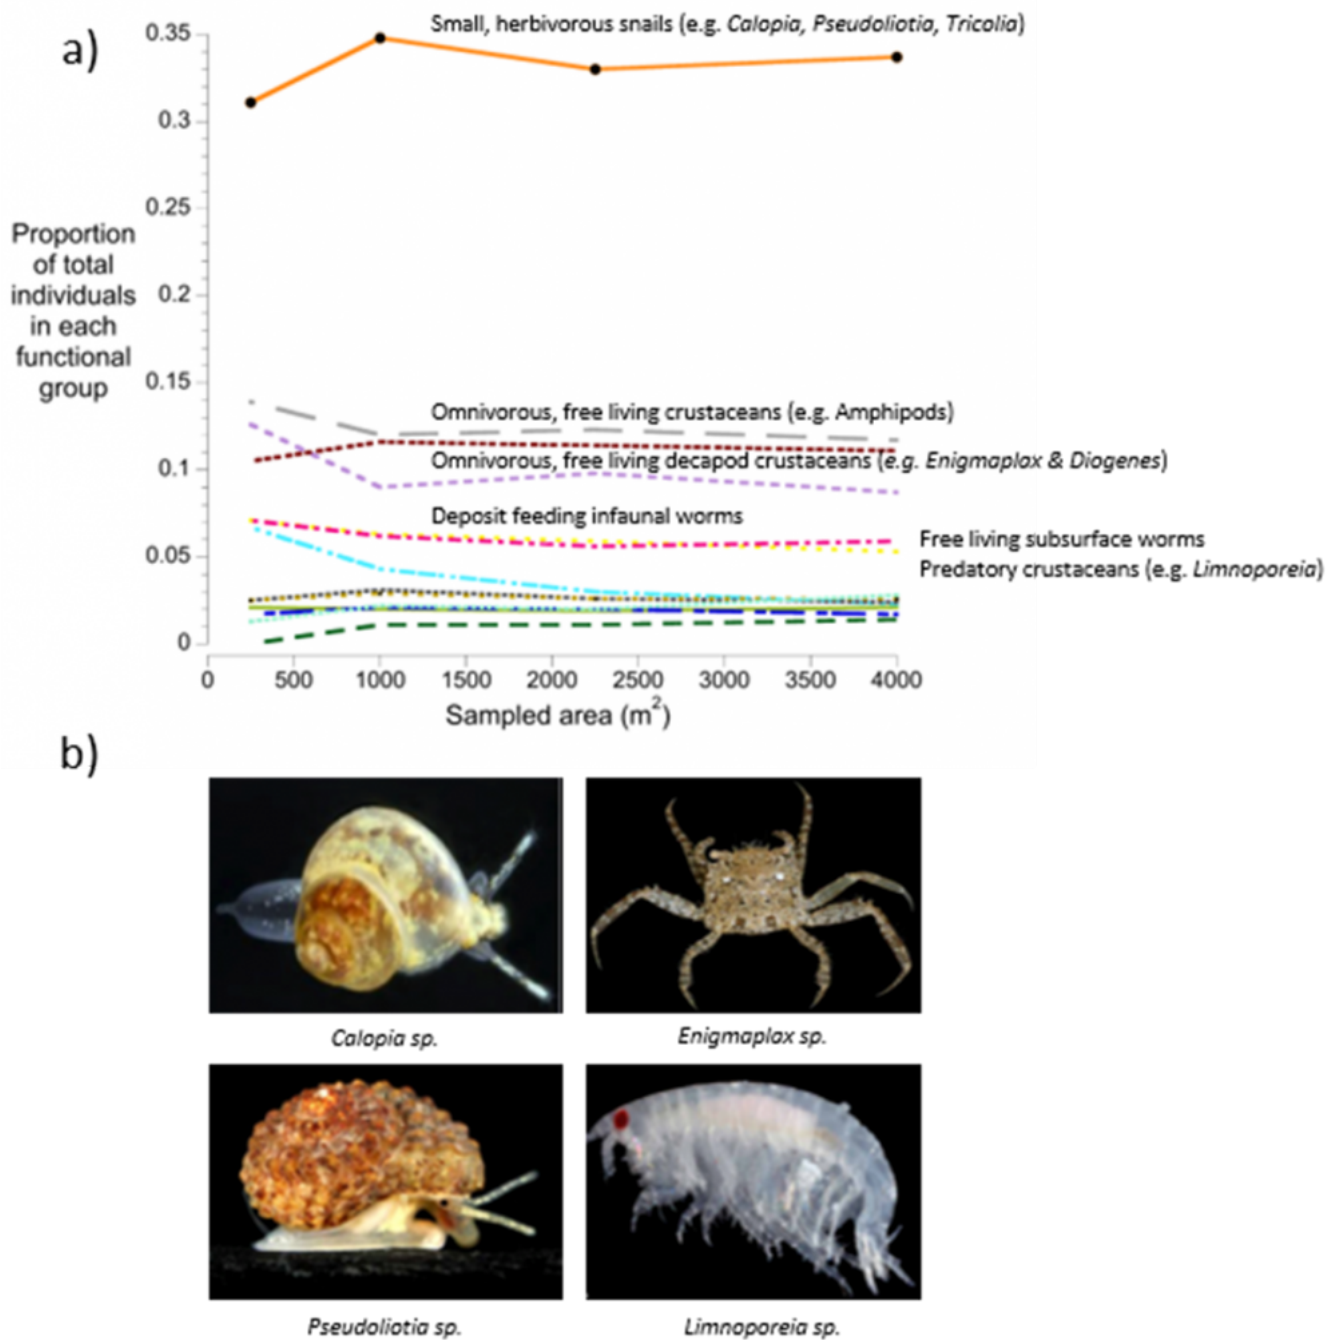 a)
0.35
0.3
0.25
0.2
0.15
0.1
0.05
0
Proportion
of total
individuals
in each
functional
group
Small, herbivorous snails (e.g. Calopia, Pseudoliotia, Tricolia)
Omnivorous, free living crustaceans (e.g. Amphipods)
Omnivorous, free living decapod crustaceans (e.g. Enigmaplax & Diogenes)
Deposit feeding infaunal worms
Free living subsurface worms
Predatory crustaceans (e.g. Limnoporeia)
0 500 1000 1500 2000 2500 3000 3500 4000
Sampled area (m²)
b)
Calopia sp.
Enigmaplax sp.
Pseudoliotia sp.
Limnoporeia sp.